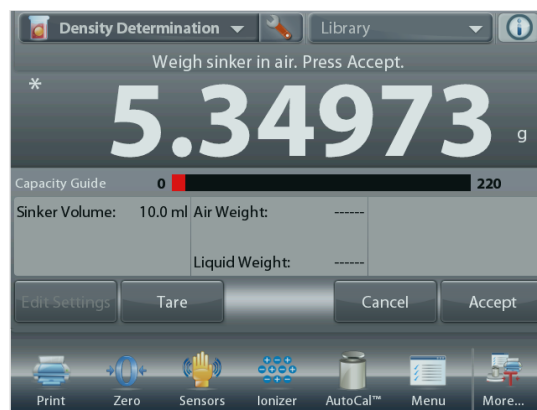 Density Determination Library
Weigh sinker in air. Press Accept.
* 5.34973 g
Capacity Guide 0 220
Sinker Volume: 10.0 ml Air Weight: ------
Liquid Weight: ------
Edit Settings Tare Cancel Accept
Print Zero Sensors Ionizer AutoCal™ Menu More...